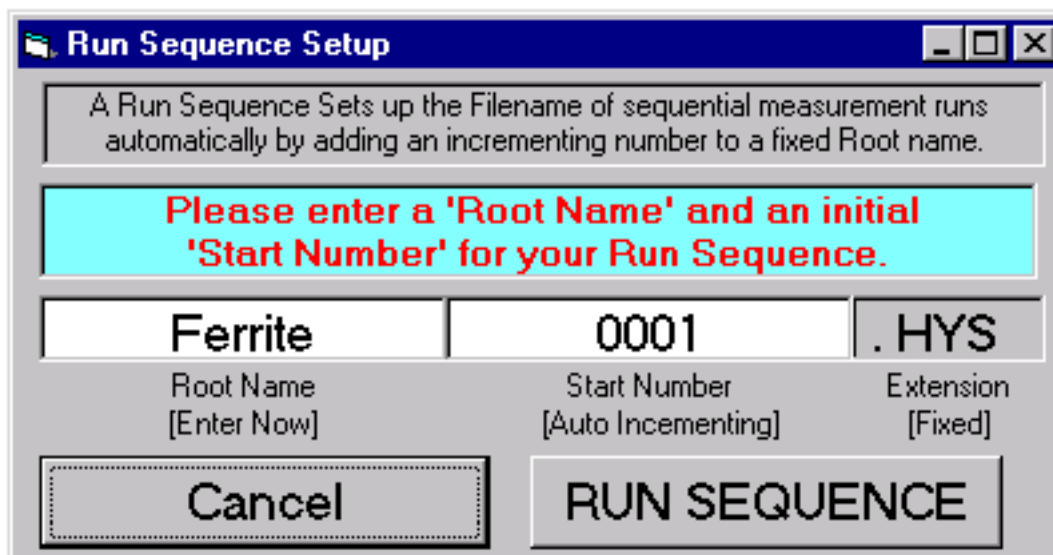 Run Sequence Setup
A Run Sequence Sets up the Filename of sequential measurement runs
automatically by adding an incrementing number to a fixed Root name.
Please enter a 'Root Name' and an initial
'Start Number' for your Run Sequence.
Ferrite 0001 . HYS
Root Name Start Number Extension
[Enter Now] [Auto Incementing] [Fixed]
Cancel RUN SEQUENCE